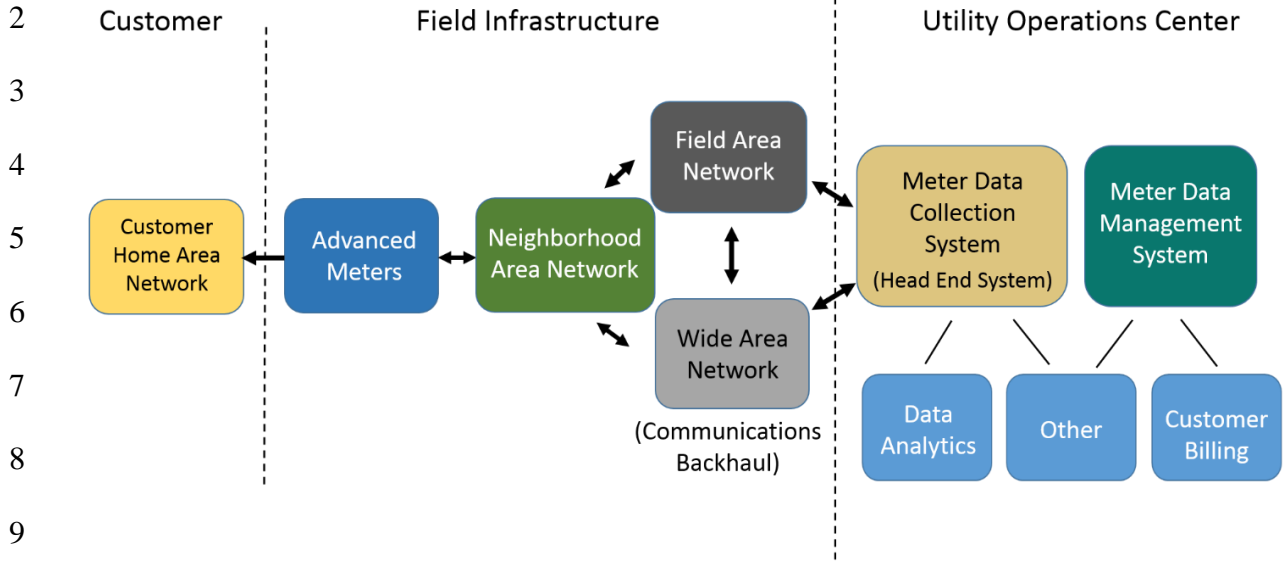 2
Customer
Field Infrastructure
Utility Operations Center
3
Field Area
Network
4
Meter Data
Collection
System
(Head End System)
Meter Data
Management
System
Customer
Home Area
Network
Advanced
Meters
Neighborhood
Area Network
5
6
Wide Area
Network
7
(Communications
Backhaul)
Data
Analytics
Other
Customer
Billing
8
9